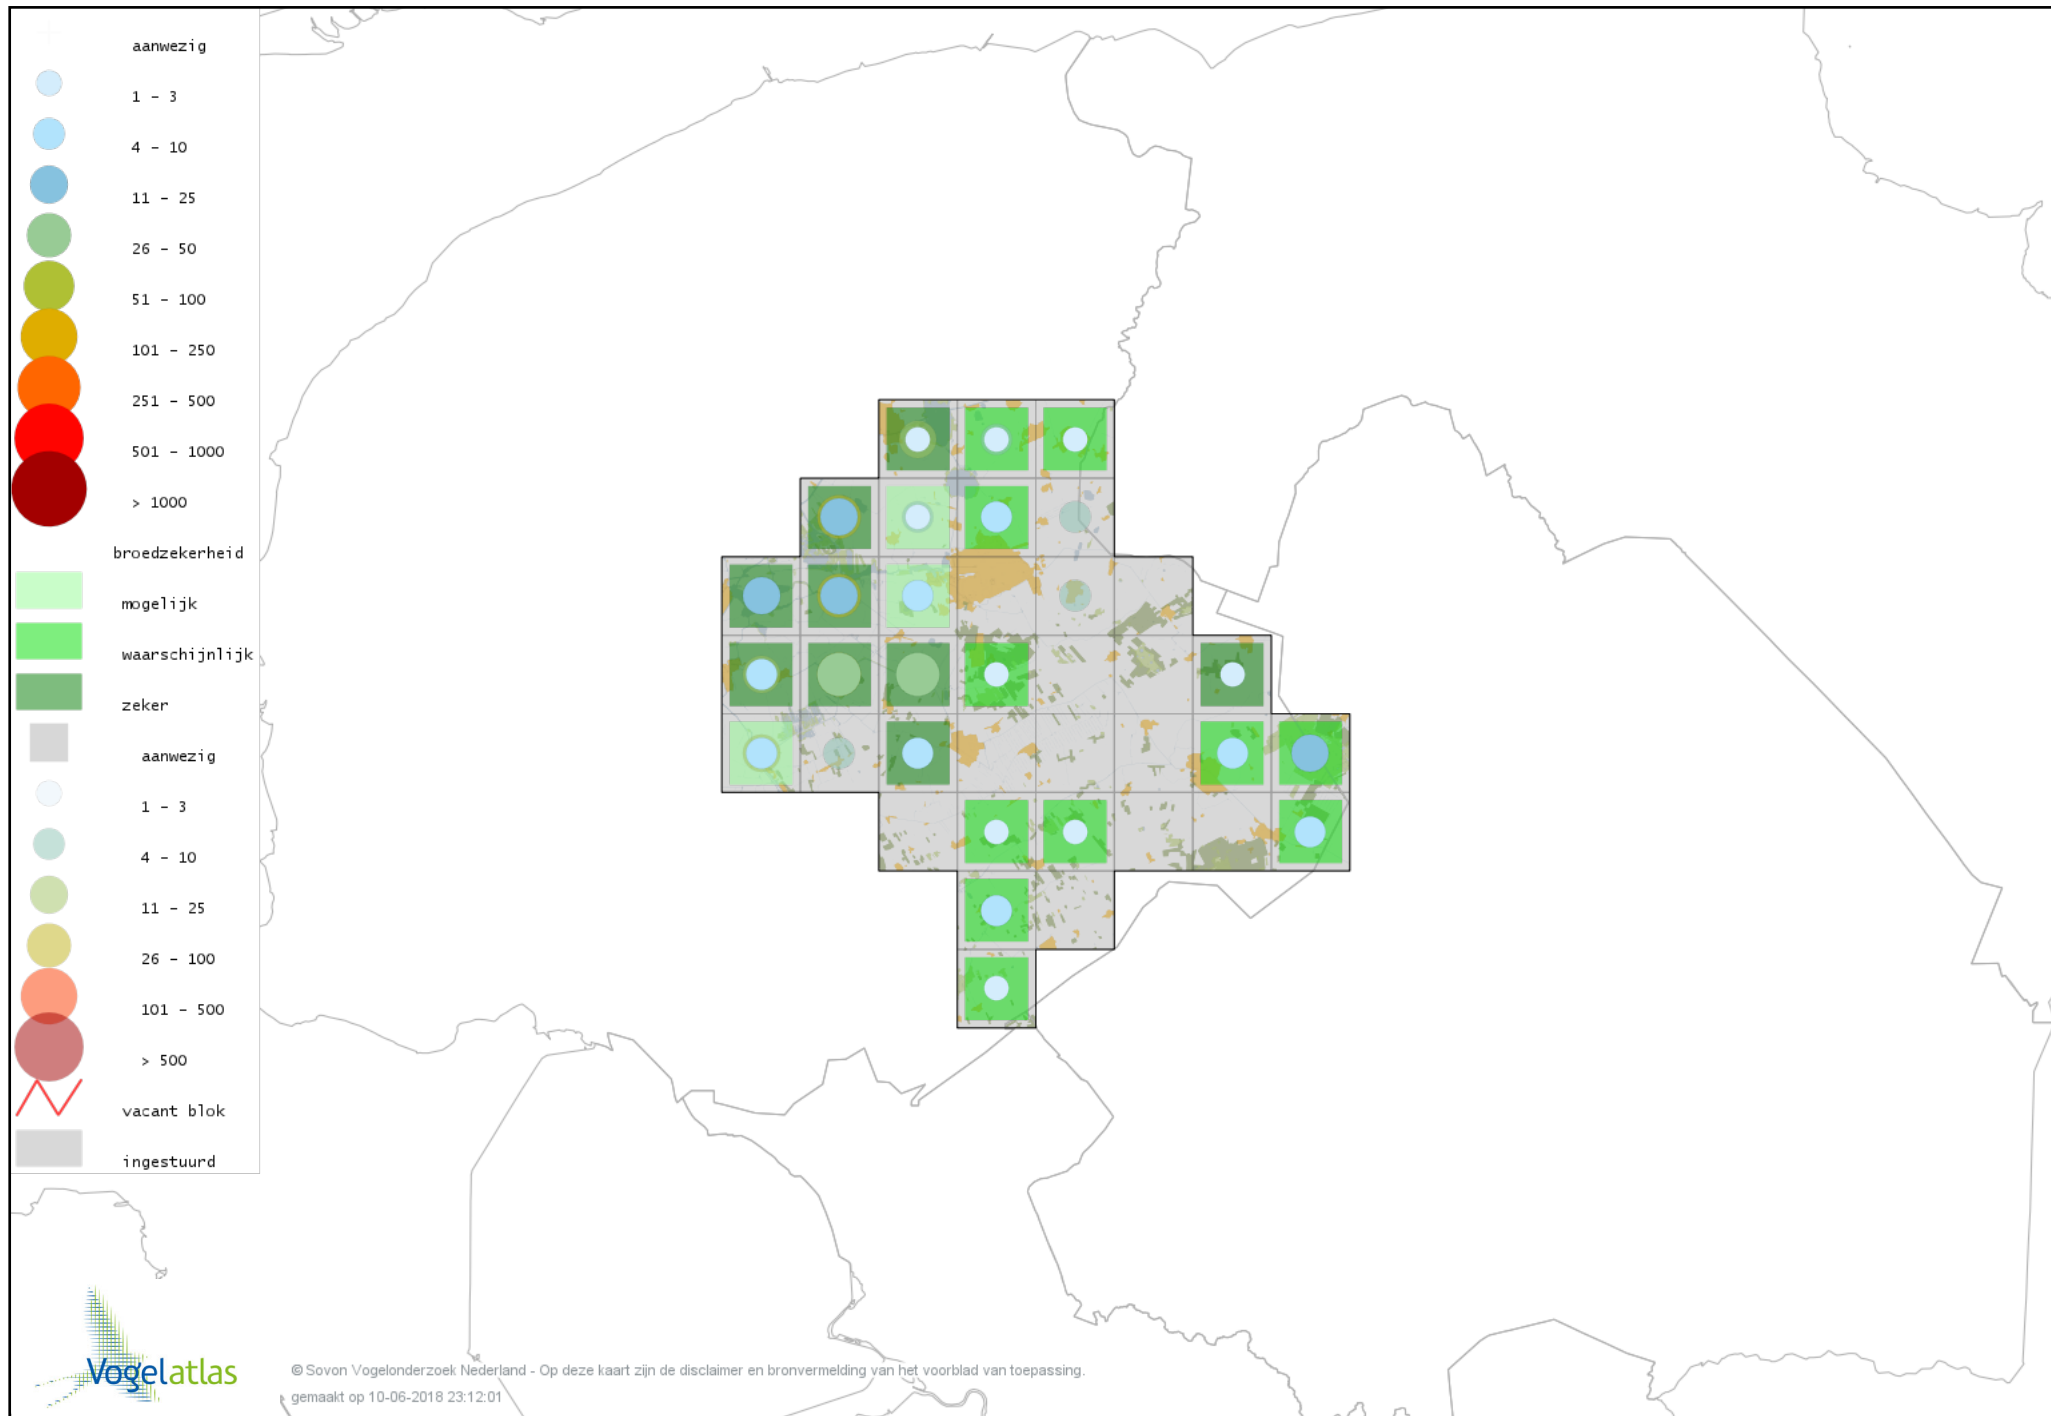 aanwezig
1 – 3
4 – 10
11 – 25
26 – 50
51 – 100
101 – 250
251 – 500
501 – 1000
> 1000
broedzekerheid
mogelijk
waarschijnlijk
zeker
aanwezig
1 – 3
4 – 10
11 – 25
26 – 100
101 – 500
> 500
vacant blok
ingestuurd
Vogelatlas
© Sovon Vogelonderzoek Nederland - Op deze kaart zijn de disclaimer en bronvermelding van het voorblad van toepassing.
gemaakt op 10-06-2018 23:12:01